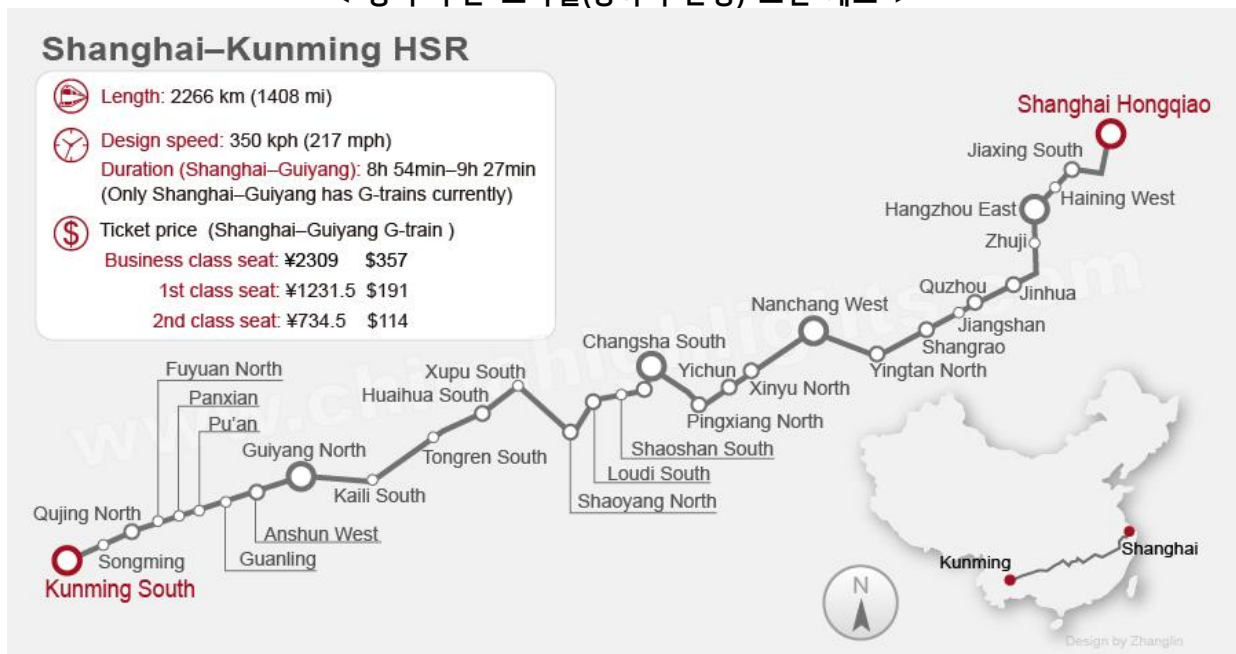 Shanghai–Kunming HSR
Length: 2266 km (1408 mi)
Design speed: 350 kph (217 mph)
Duration (Shanghai–Guiyang): 8h 54min–9h 27min
(Only Shanghai–Guiyang has G-trains currently)
$
Ticket price (Shanghai–Guiyang G-train )
Business class seat: ¥2309 $357
1st class seat: ¥1231.5 $191
2nd class seat: ¥734.5 $114
Shanghai Hongqiao
Jiaxing South
Haining West
Hangzhou East
Zhuji
Jinhua
Quzhou
Jiangshan
Shangrao
Yingtan North
Nanchang West
Xinyu North
Yichun
Pingxiang North
Changsha South
Shaoshan South
Loudi South
Shaoyang North
Xupu South
Huaihua South
Tongren South
Kaili South
Guiyang North
Anshun West
Guanling
Pu'an
Panxian
Fuyuan North
Qujing North
Songming
Kunming South
www.chinahighlights.com
N
Kunming
Shanghai
Design by Zhanglin